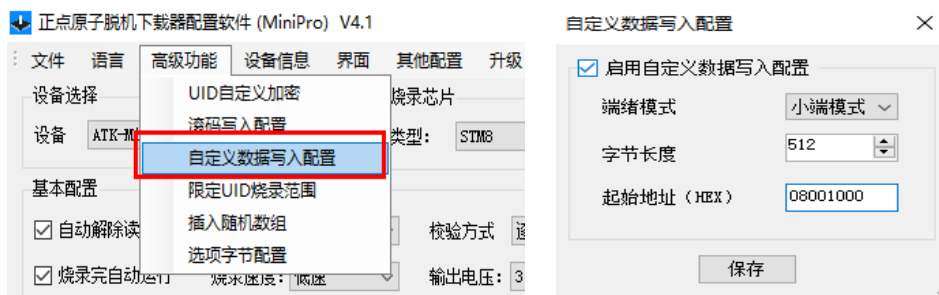 正点原子脱机下载器配置软件 (MiniPro) V4.1
文件 语言 高级功能 设备信息 界面 其他配置 升级
设备选择
烧录芯片
设备
类型: STM8
UID自定义加密
滚码写入配置
自定义数据写入配置
限定UID烧录范围
插入随机数组
选项字节配置
基本配置
自动解除读
校验方式
烧完自动运行
烧录速度: 低速
输出电压: 3
自定义数据写入配置
启用自定义数据写入配置
端绪模式 小端模式
字节长度 512
起始地址(HEX) 08001000
保存